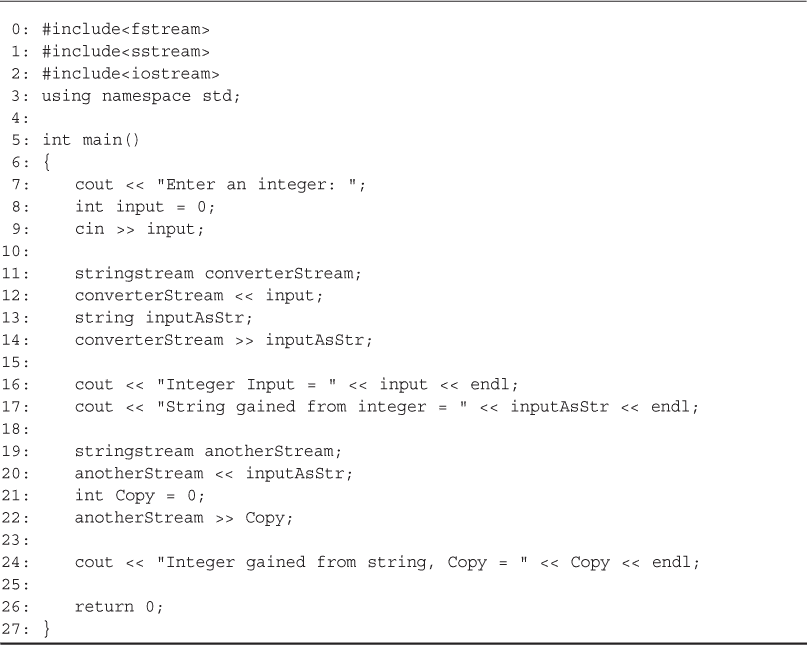 0: #include<fstream>
1: #include<sstream>
2: #include<iostream>
3: using namespace std;
4:
5: int main()
6: {
7:    cout << "Enter an integer: ";
8:    int input = 0;
9:    cin >> input;
10:
11:    stringstream converterStream;
12:    converterStream << input;
13:    string inputAsStr;
14:    converterStream >> inputAsStr;
15:
16:    cout << "Integer Input = " << input << endl;
17:    cout << "String gained from integer = " << inputAsStr << endl;
18:
19:    stringstream anotherStream;
20:    anotherStream << inputAsStr;
21:    int Copy = 0;
22:    anotherStream >> Copy;
23:
24:    cout << "Integer gained from string, Copy = " << Copy << endl;
25:
26:    return 0;
27: }